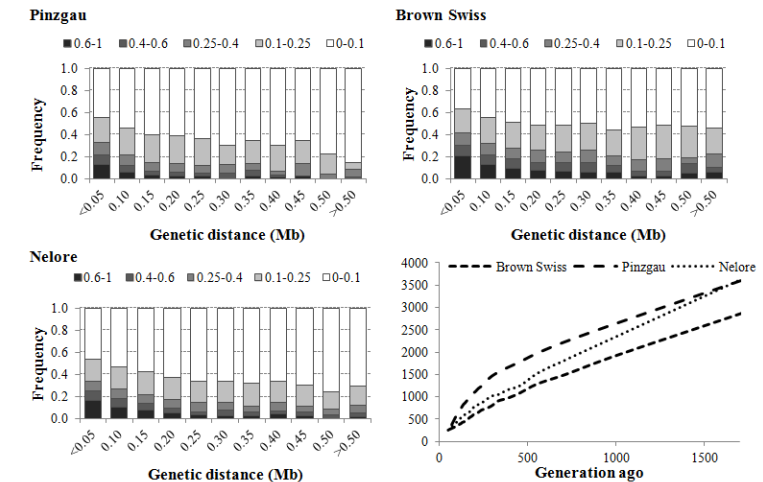 Pinzgau
0.6-1 0.4-0.6 0.25-0.4 0.1-0.25 0-0.1
1.0
0.8
0.6
0.4
0.2
0.0
Frequency
<0.05 0.10 0.15 0.20 0.25 0.30 0.35 0.40 0.45 0.50 >0.50
Genetic distance (Mb)
Brown Swiss
0.6-1 0.4-0.6 0.25-0.4 0.1-0.25 0-0.1
1.0
0.8
0.6
0.4
0.2
0.0
Frequency
<0.05 0.10 0.15 0.20 0.25 0.30 0.35 0.40 0.45 0.50 >0.50
Genetic distance (Mb)
Nelore
0.6-1 0.4-0.6 0.25-0.4 0.1-0.25 0-0.1
1.0
0.8
0.6
0.4
0.2
0.0
Frequency
<0.05 0.10 0.15 0.20 0.25 0.30 0.35 0.40 0.45 0.50 >0.50
Genetic distance (Mb)
Brown Swiss Pinzgau Nelore
4000
3500
3000
2500
2000
1500
1000
500
0
0 500 1000 1500
Generation ago